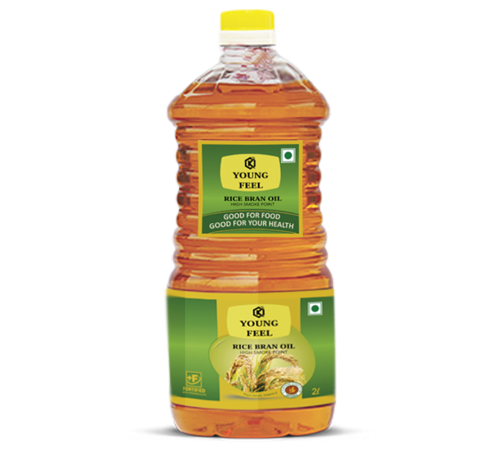 YOUNG
FEEL
RICE BRAN OIL
HIGH SMOKE POINT
GOOD FOR FOOD
GOOD FOR YOUR HEALTH
YOUNG
FEEL
RICE BRAN OIL
HIGH SMOKE POINT
+F
FORTIFIED
2ℓ